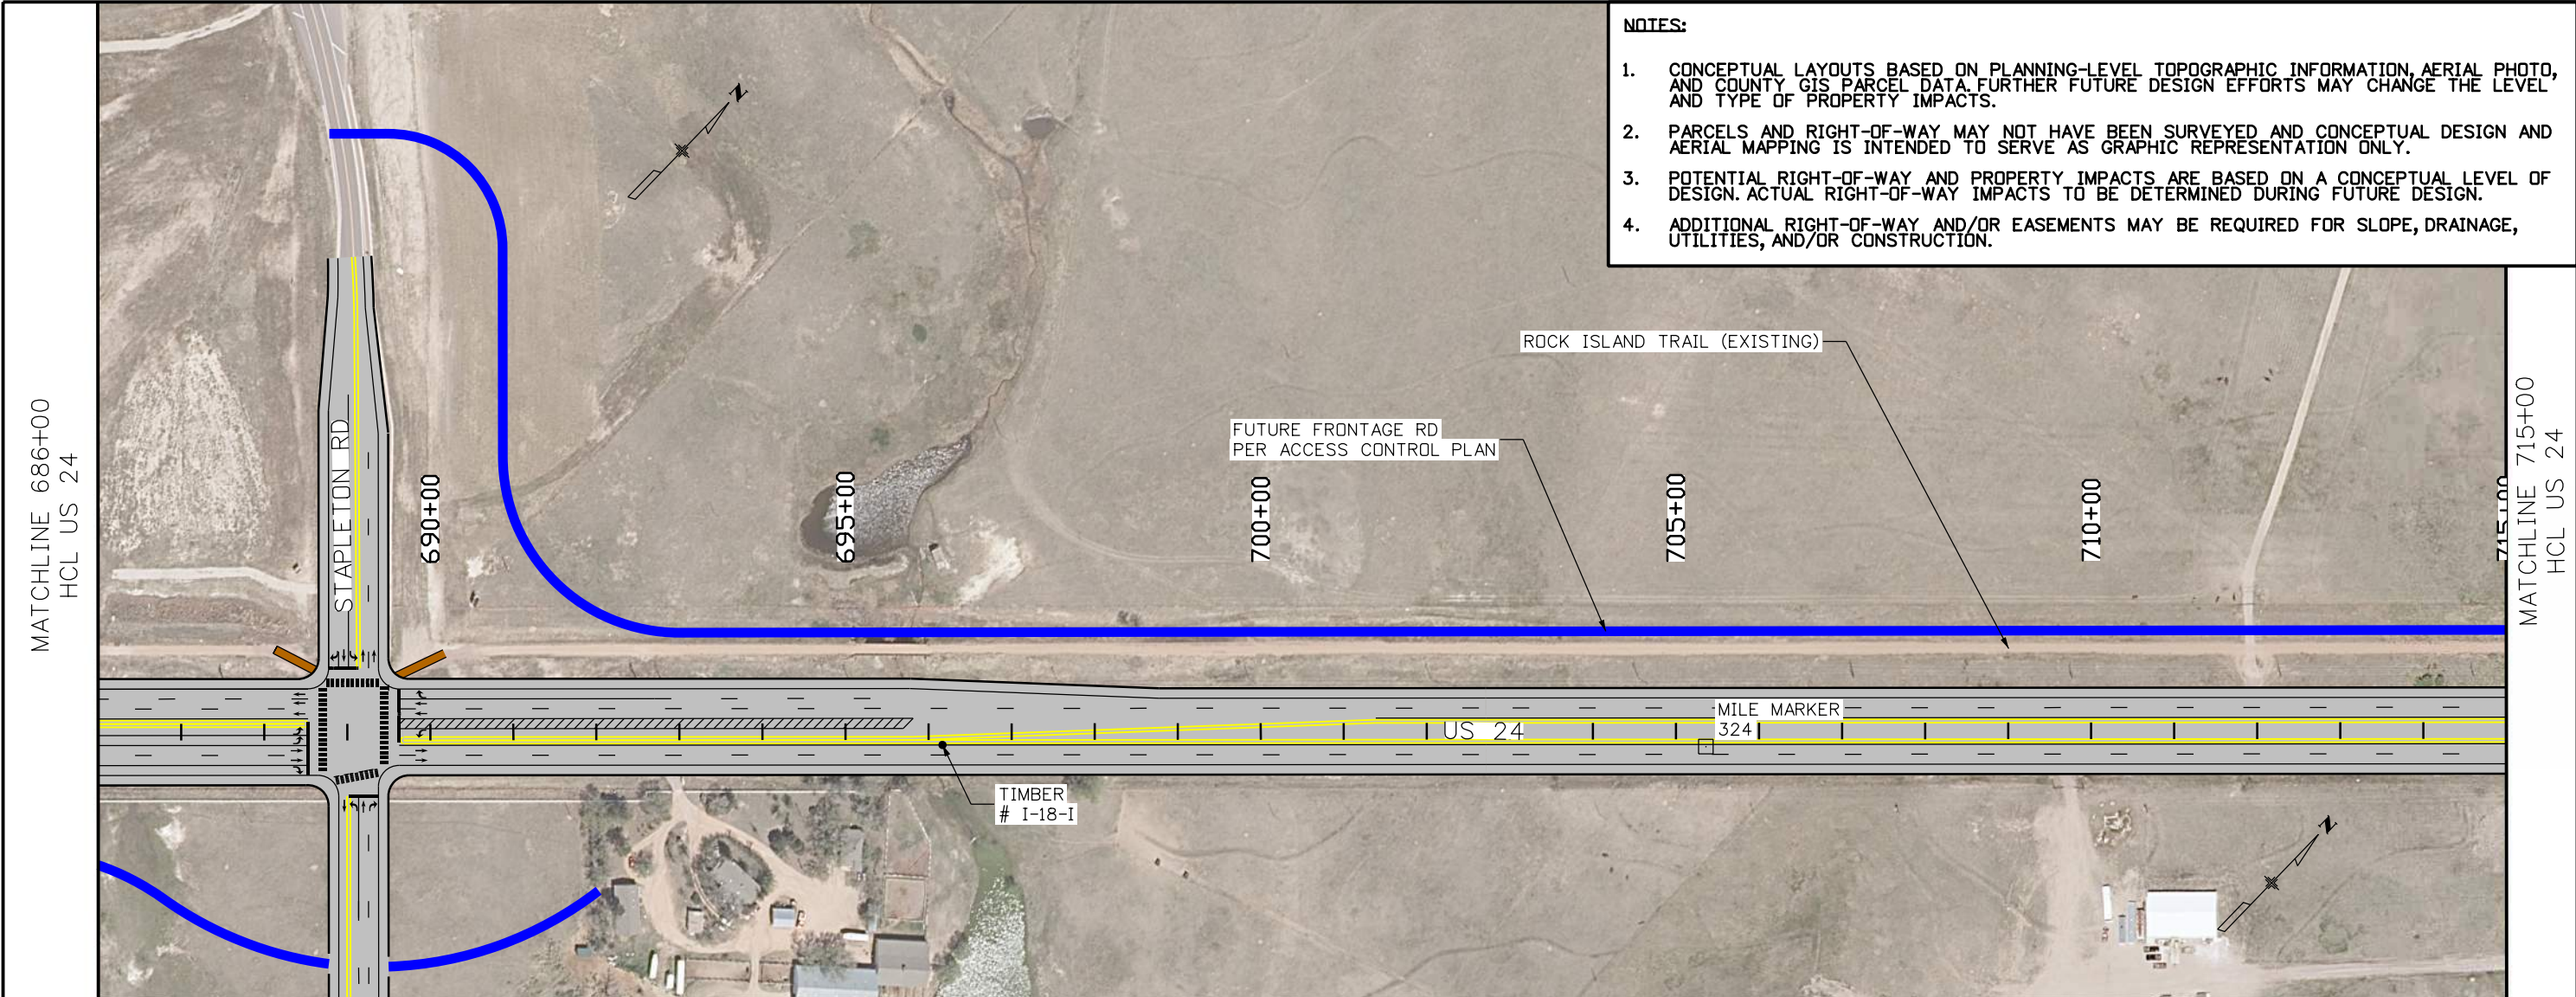 NOTES:
1. CONCEPTUAL LAYOUTS BASED ON PLANNING-LEVEL TOPOGRAPHIC INFORMATION, AERIAL PHOTO,
AND COUNTY GIS PARCEL DATA. FURTHER FUTURE DESIGN EFFORTS MAY CHANGE THE LEVEL
AND TYPE OF PROPERTY IMPACTS.
2. PARCELS AND RIGHT-OF-WAY MAY NOT HAVE BEEN SURVEYED AND CONCEPTUAL DESIGN AND
AERIAL MAPPING IS INTENDED TO SERVE AS GRAPHIC REPRESENTATION ONLY.
3. POTENTIAL RIGHT-OF-WAY AND PROPERTY IMPACTS ARE BASED ON A CONCEPTUAL LEVEL OF
DESIGN. ACTUAL RIGHT-OF-WAY IMPACTS TO BE DETERMINED DURING FUTURE DESIGN.
4. ADDITIONAL RIGHT-OF-WAY AND/OR EASEMENTS MAY BE REQUIRED FOR SLOPE, DRAINAGE,
UTILITIES, AND/OR CONSTRUCTION.
N
ROCK ISLAND TRAIL (EXISTING)
FUTURE FRONTAGE RD
PER ACCESS CONTROL PLAN
MATCHLINE 686+00
HCL US 24
STAPLETON RD
690+00
695+00
700+00
705+00
710+00
715+00
MATCHLINE 715+00
HCL US 24
MILE MARKER
324
US 24
TIMBER
# I-18-I
N